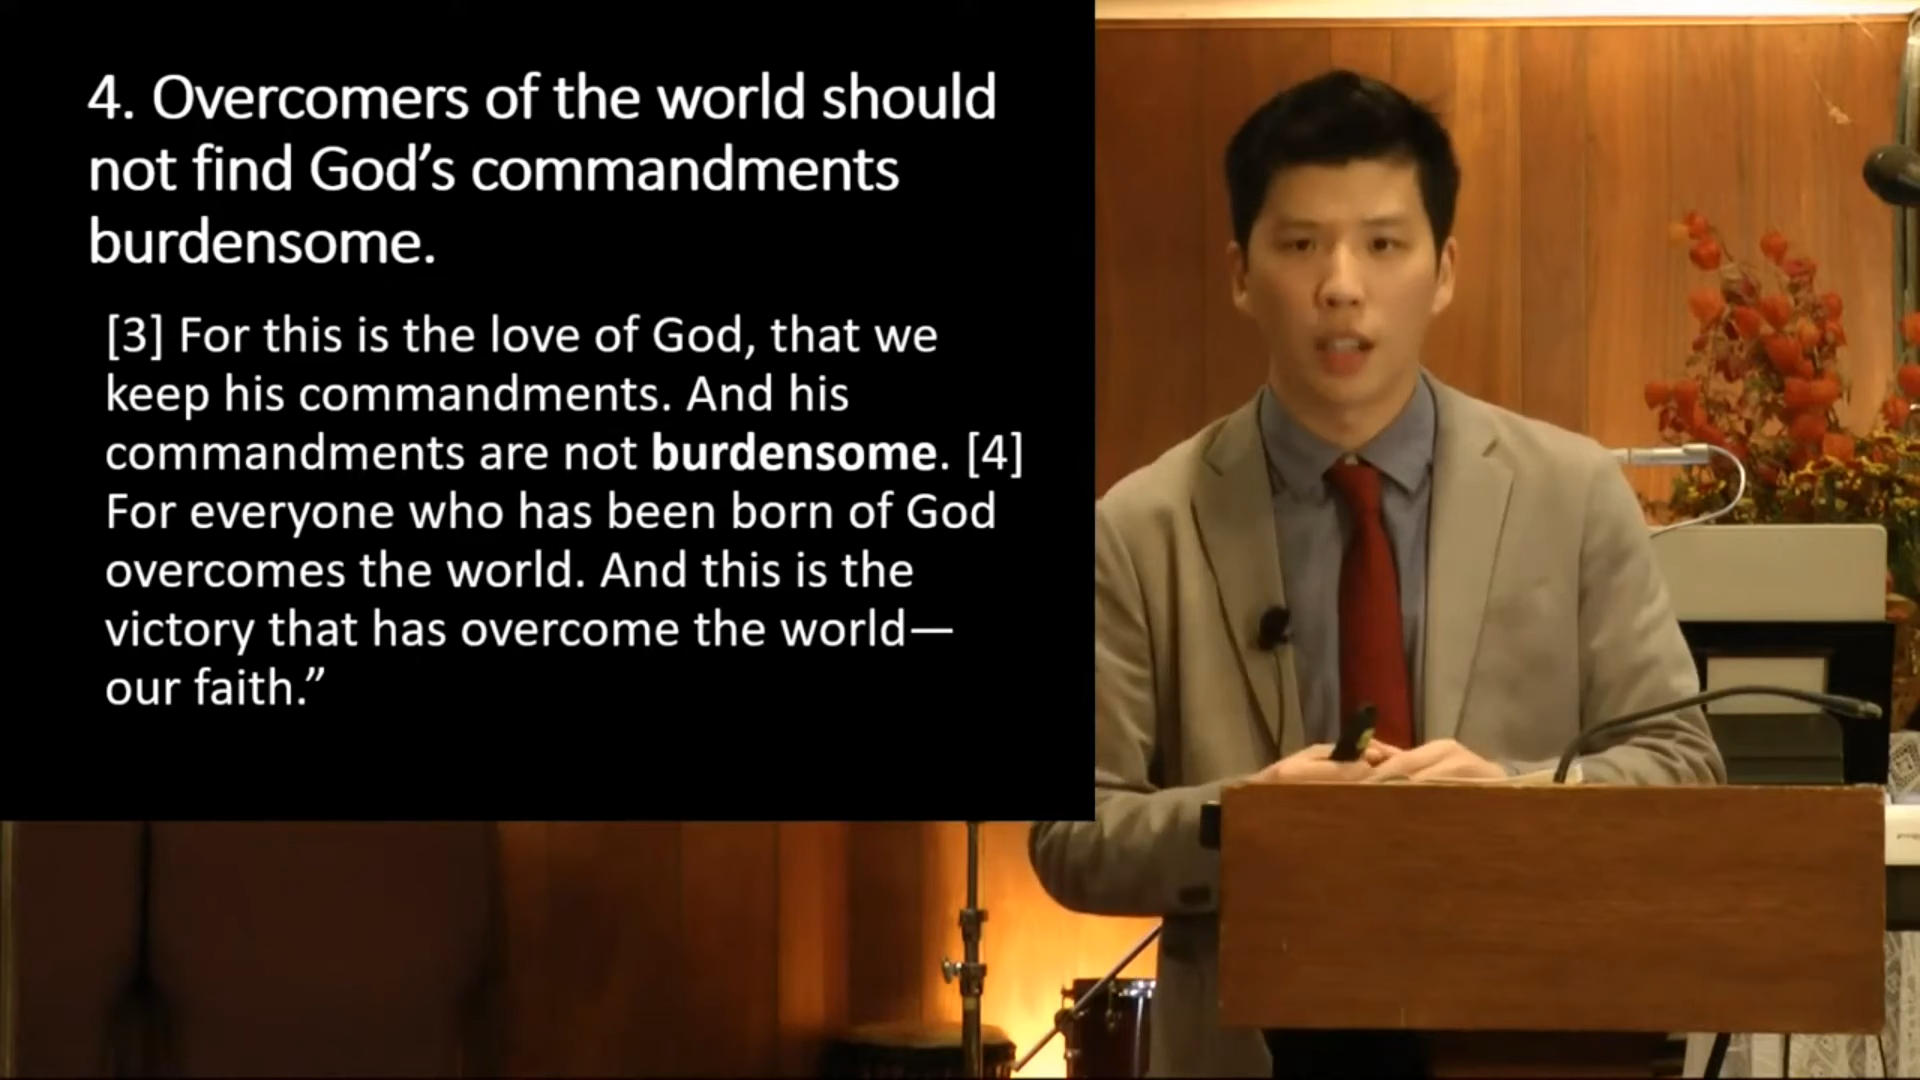 4. Overcomers of the world should
not find God’s commandments
burdensome.
[3] For this is the love of God, that we
keep his commandments. And his
commandments are not burdensome. [4]
For everyone who has been born of God
overcomes the world. And this is the
victory that has overcome the world—
our faith.”